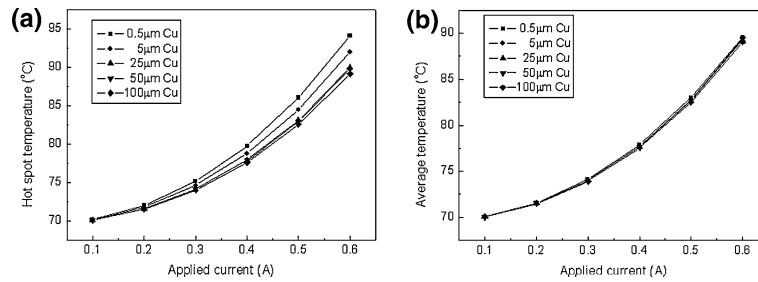 (a)
0.5μm Cu
5μm Cu
25μm Cu
50μm Cu
100μm Cu
Hot spot temperature (°C)
95
90
85
80
75
70
0.1 0.2 0.3 0.4 0.5 0.6
Applied current (A)
(b)
0.5μm Cu
5μm Cu
25μm Cu
50μm Cu
100μm Cu
Average temperature (°C)
90
85
80
75
70
0.1 0.2 0.3 0.4 0.5 0.6
Applied current (A)